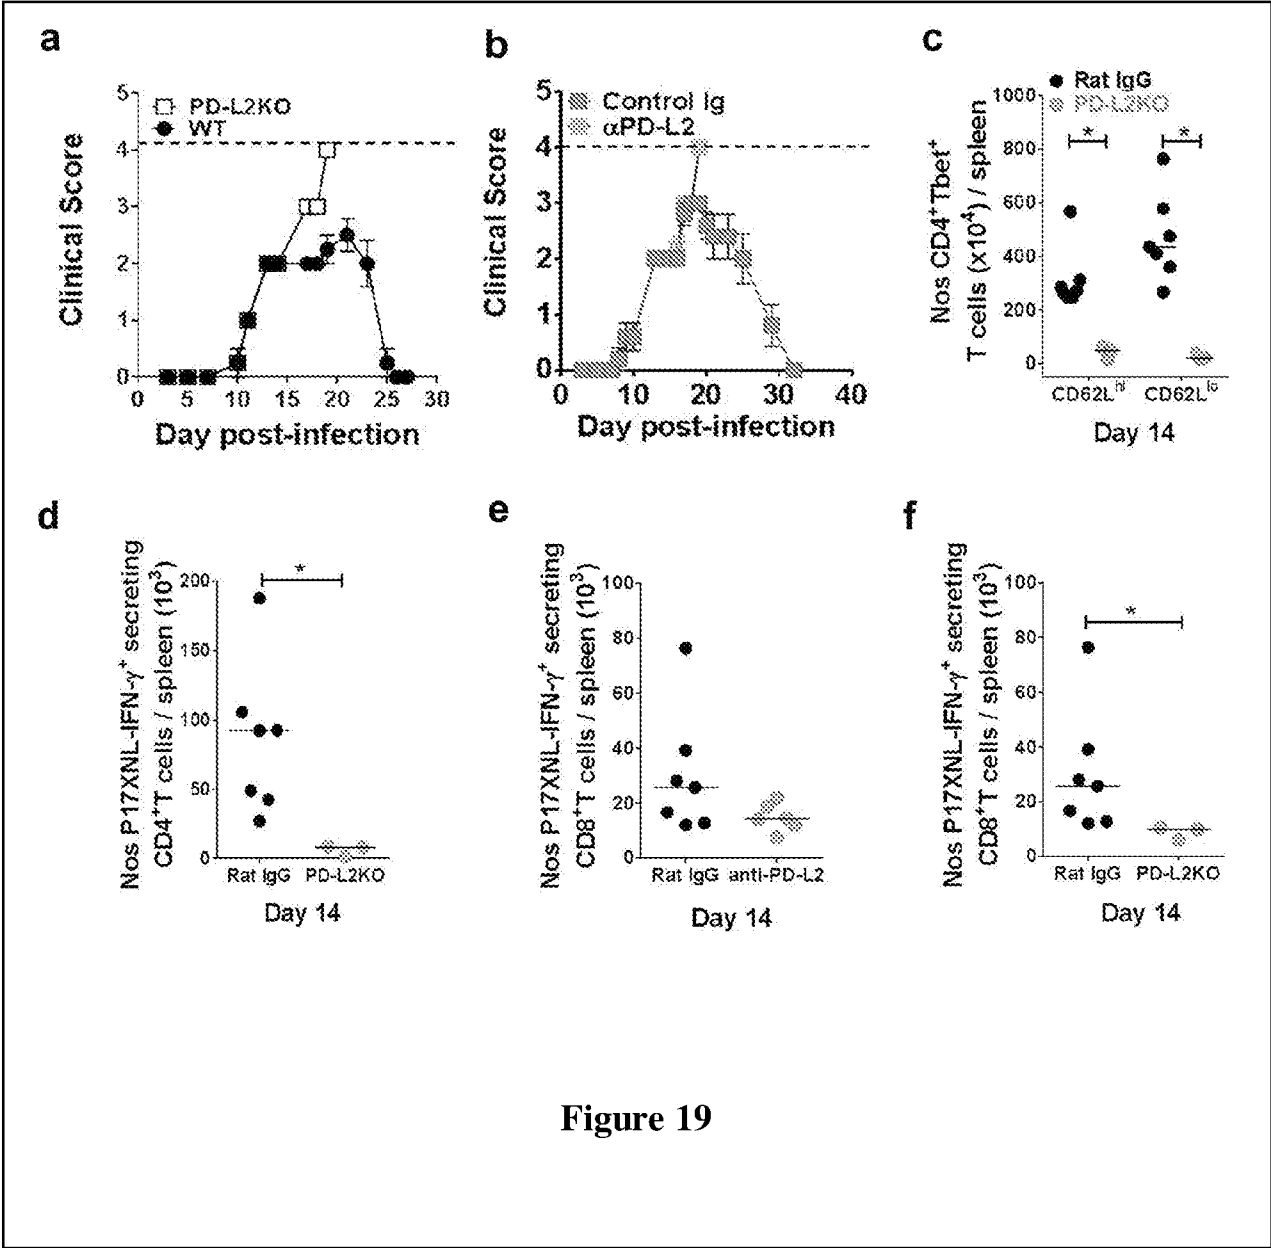 a
PD-L2KO
WT
Clinical Score
5
4
3
2
1
0
0 5 10 15 20 25 30
Day post-infection
b
Control Ig
αPD-L2
Clinical Score
5
4
3
2
1
0
0 10 20 30 40
Day post-infection
c
Rat IgG
PD-L2KO
Nos CD4⁺Tbet⁺
T cells (x10⁴) / spleen
1000
800
600
400
200
0
* *
CD62Lʰⁱ CD62Lˡᵒ
Day 14
d
Nos P17XNL-IFN-γ⁺ secreting
CD4⁺T cells / spleen (10³)
200
150
100
50
0
*
Rat IgG PD-L2KO
Day 14
e
Nos P17XNL-IFN-γ⁺ secreting
CD8⁺T cells / spleen (10³)
100
80
60
40
20
0
Rat IgG anti-PD-L2
Day 14
f
Nos P17XNL-IFN-γ⁺ secreting
CD8⁺T cells / spleen (10³)
100
80
60
40
20
0
*
Rat IgG PD-L2KO
Day 14
Figure 19